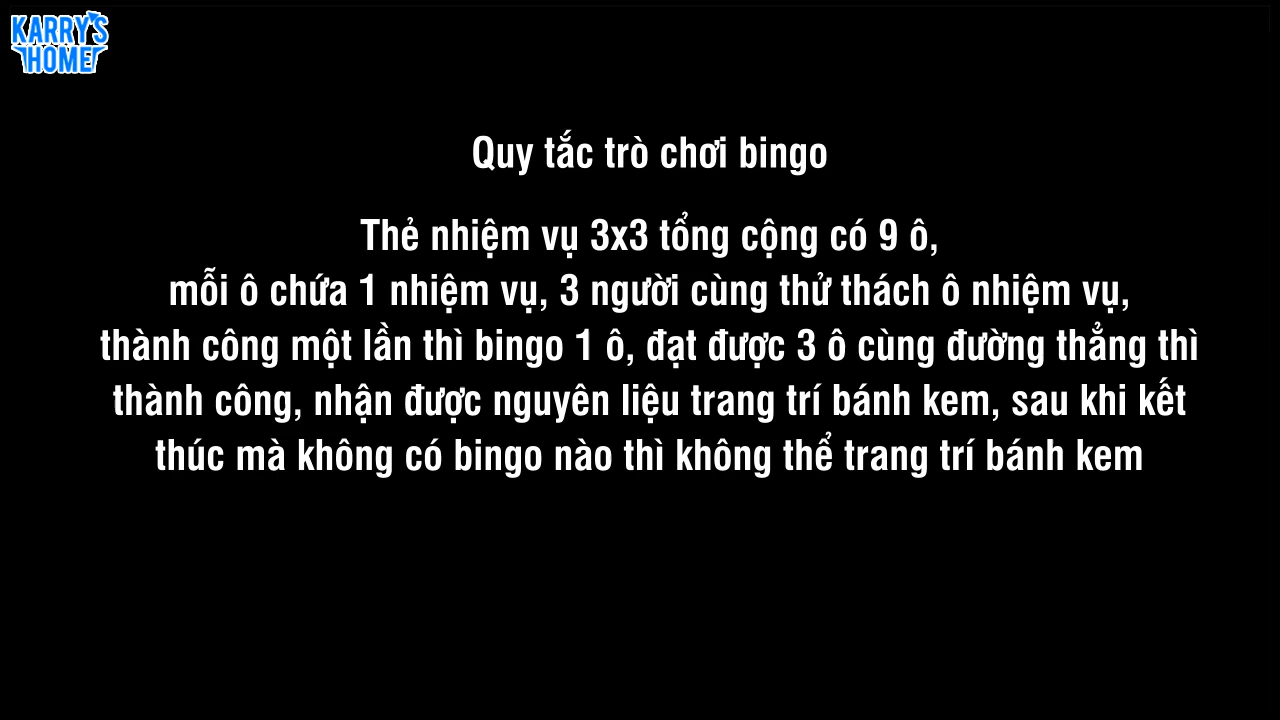 KARRY'S
HOME
Quy tắc trò chơi bingo
Thẻ nhiệm vụ 3x3 tổng cộng có 9 ô,
mỗi ô chứa 1 nhiệm vụ, 3 người cùng thử thách ô nhiệm vụ,
thành công một lần thì bingo 1 ô, đạt được 3 ô cùng đường thẳng thì
thành công, nhận được nguyên liệu trang trí bánh kem, sau khi kết
thúc mà không có bingo nào thì không thể trang trí bánh kem